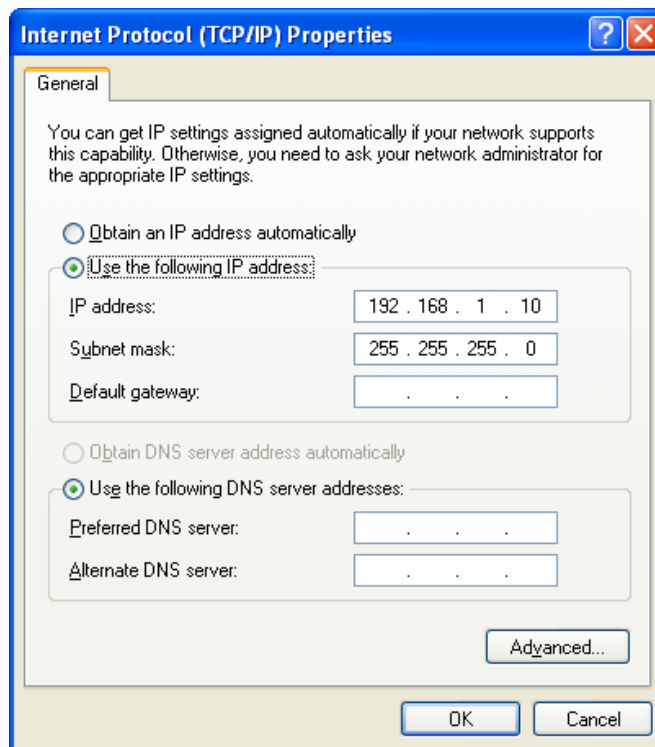 Internet Protocol (TCP/IP) Properties
General
You can get IP settings assigned automatically if your network supports
this capability. Otherwise, you need to ask your network administrator for
the appropriate IP settings.
Obtain an IP address automatically
Use the following IP address:
IP address: 192 . 168 . 1 . 10
Subnet mask: 255 . 255 . 255 . 0
Default gateway: . . .
Obtain DNS server address automatically
Use the following DNS server addresses:
Preferred DNS server: . . .
Alternate DNS server: . . .
Advanced...
OK Cancel